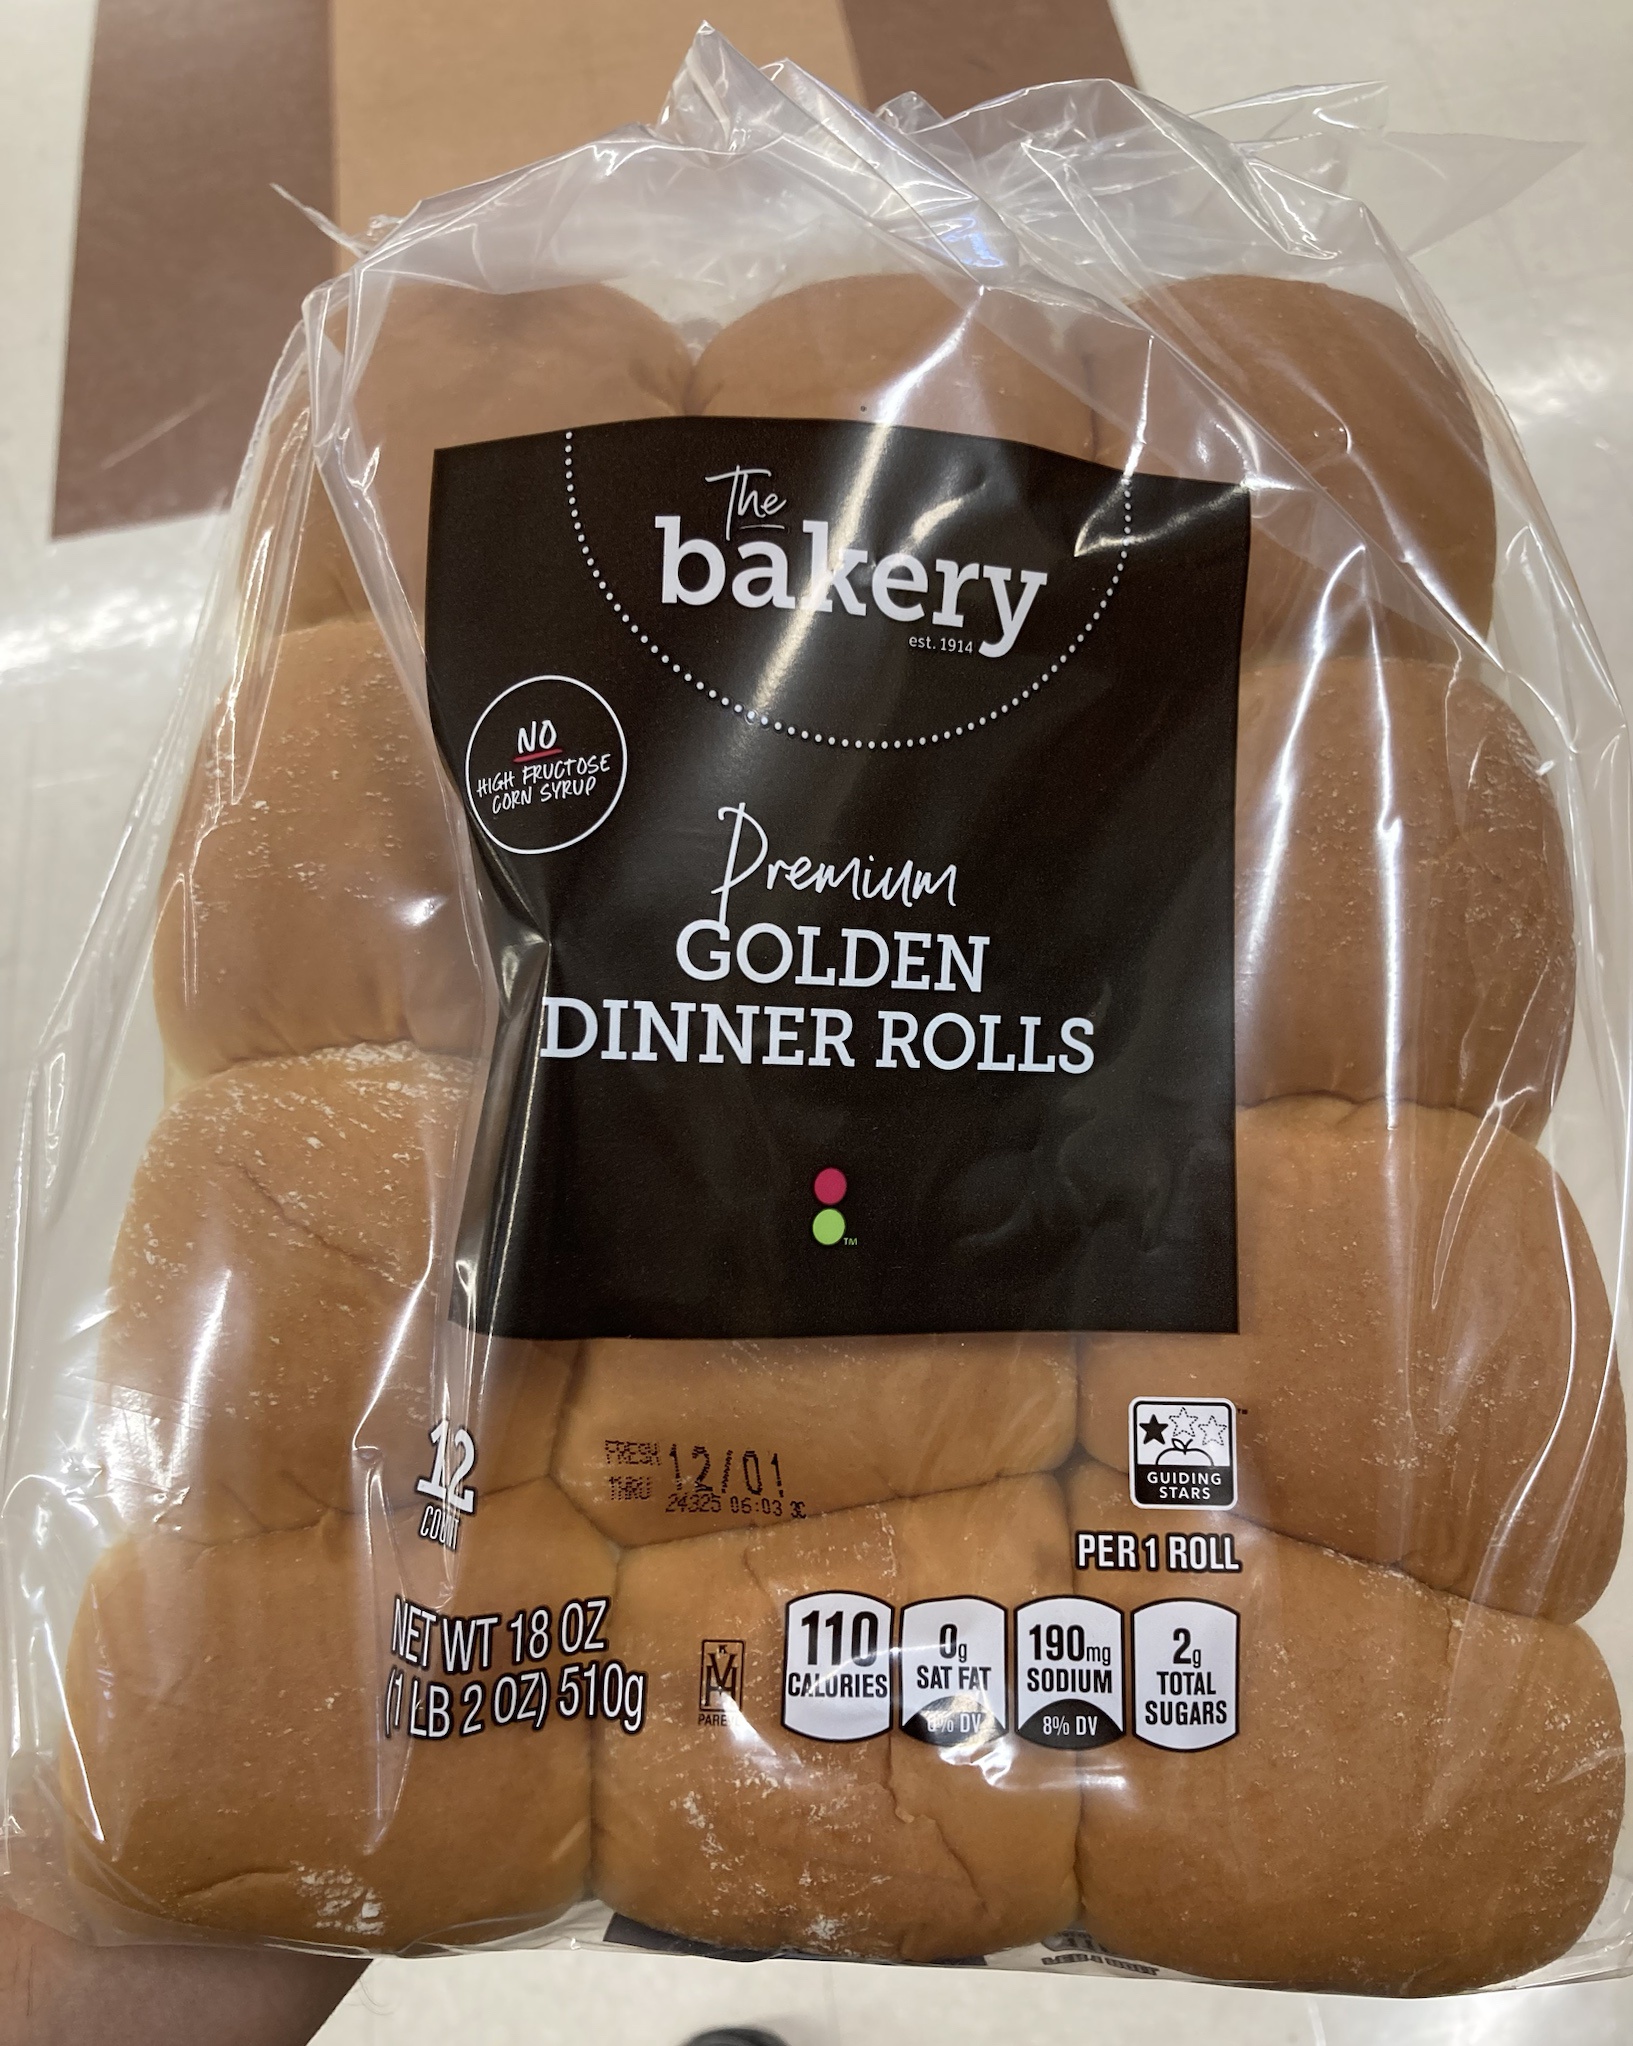 The
bakery
est. 1914
NO
HIGH FRUCTOSE
CORN SYRUP
Premium
GOLDEN
DINNER ROLLS
TM
12
COUNT
FRESH
THRU
12/01
24325 06:03
GUIDING
STARS
PER 1 ROLL
NET WT 18 OZ
(1 LB 2 OZ) 510g
K
110
CALORIES
0g
SAT FAT
0% DV
190mg
SODIUM
8% DV
2g
TOTAL
SUGARS